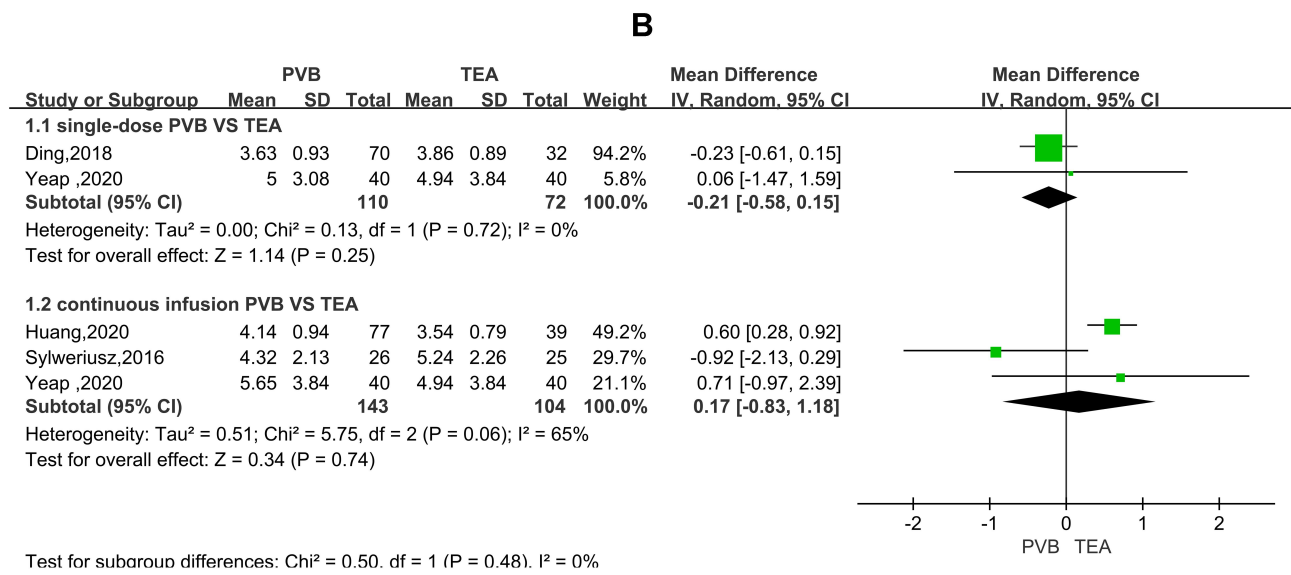 B
PVB TEA Mean Difference Mean Difference
Study or Subgroup Mean SD Total Mean SD Total Weight IV, Random, 95% CI IV, Random, 95% CI
1.1 single-dose PVB VS TEA
Ding,2018 3.63 0.93 70 3.86 0.89 32 94.2% -0.23 [-0.61, 0.15]
Yeap ,2020 5 3.08 40 4.94 3.84 40 5.8% 0.06 [-1.47, 1.59]
Subtotal (95% CI) 110 72 100.0% -0.21 [-0.58, 0.15]
Heterogeneity: Tau² = 0.00; Chi² = 0.13, df = 1 (P = 0.72); I² = 0%
Test for overall effect: Z = 1.14 (P = 0.25)
1.2 continuous infusion PVB VS TEA
Huang,2020 4.14 0.94 77 3.54 0.79 39 49.2% 0.60 [0.28, 0.92]
Sylweriusz,2016 4.32 2.13 26 5.24 2.26 25 29.7% -0.92 [-2.13, 0.29]
Yeap ,2020 5.65 3.84 40 4.94 3.84 40 21.1% 0.71 [-0.97, 2.39]
Subtotal (95% CI) 143 104 100.0% 0.17 [-0.83, 1.18]
Heterogeneity: Tau² = 0.51; Chi² = 5.75, df = 2 (P = 0.06); I² = 65%
Test for overall effect: Z = 0.34 (P = 0.74)
-2 -1 0 1 2
PVB TEA
Test for subgroup differences: Chi² = 0.50, df = 1 (P = 0.48), I² = 0%